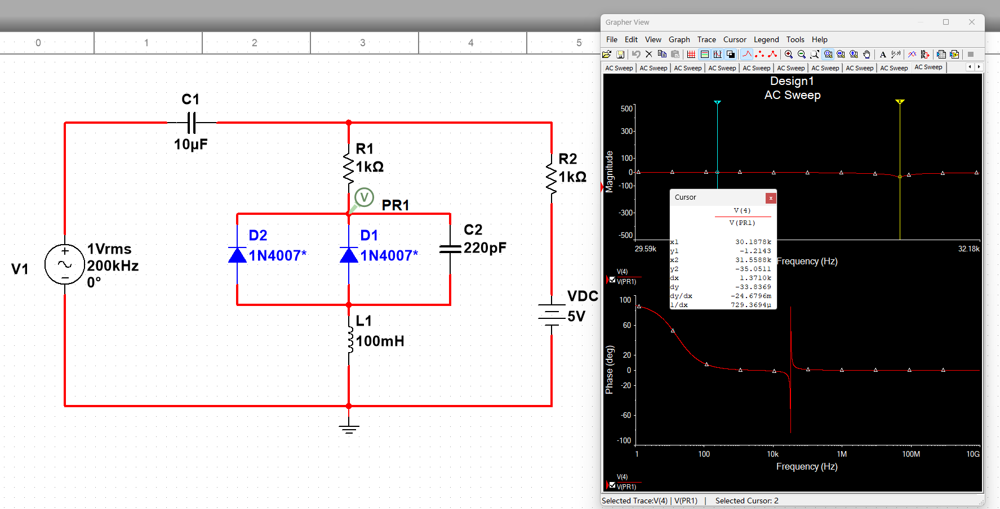 0 1 2 3 4 5
C1
10µF
R1
1kΩ
R2
1kΩ
V
PR1
D2
1N4007*
D1
1N4007*
C2
220pF
V1
1Vrms
200kHz
0°
VDC
5V
L1
100mH
Grapher View
File Edit View Graph Trace Cursor Legend Tools Help
A
AC Sweep AC Sweep AC Sweep AC Sweep AC Sweep AC Sweep AC Sweep AC Sweep AC Sweep AC Sweep
Design1
AC Sweep
1 2
Magnitude
500
300
100
0
-100
-300
-500
29.59k 32.18k
Frequency (Hz)
Cursor
x
V(4)
V(PR1)
x1 30.1878k
y1 -1.2143
x2 31.5588k
y2 -35.0511
dx 1.3710k
dy -33.8369
dy/dx -24.6796m
1/dx 729.3694µ
V(4)
V(PR1)
Phase (deg)
100
60
20
0
-20
-60
-100
1 100 10k 1M 100M 10G
Frequency (Hz)
V(4)
V(PR1)
Selected Trace:V(4) | V(PR1) | Selected Cursor: 2